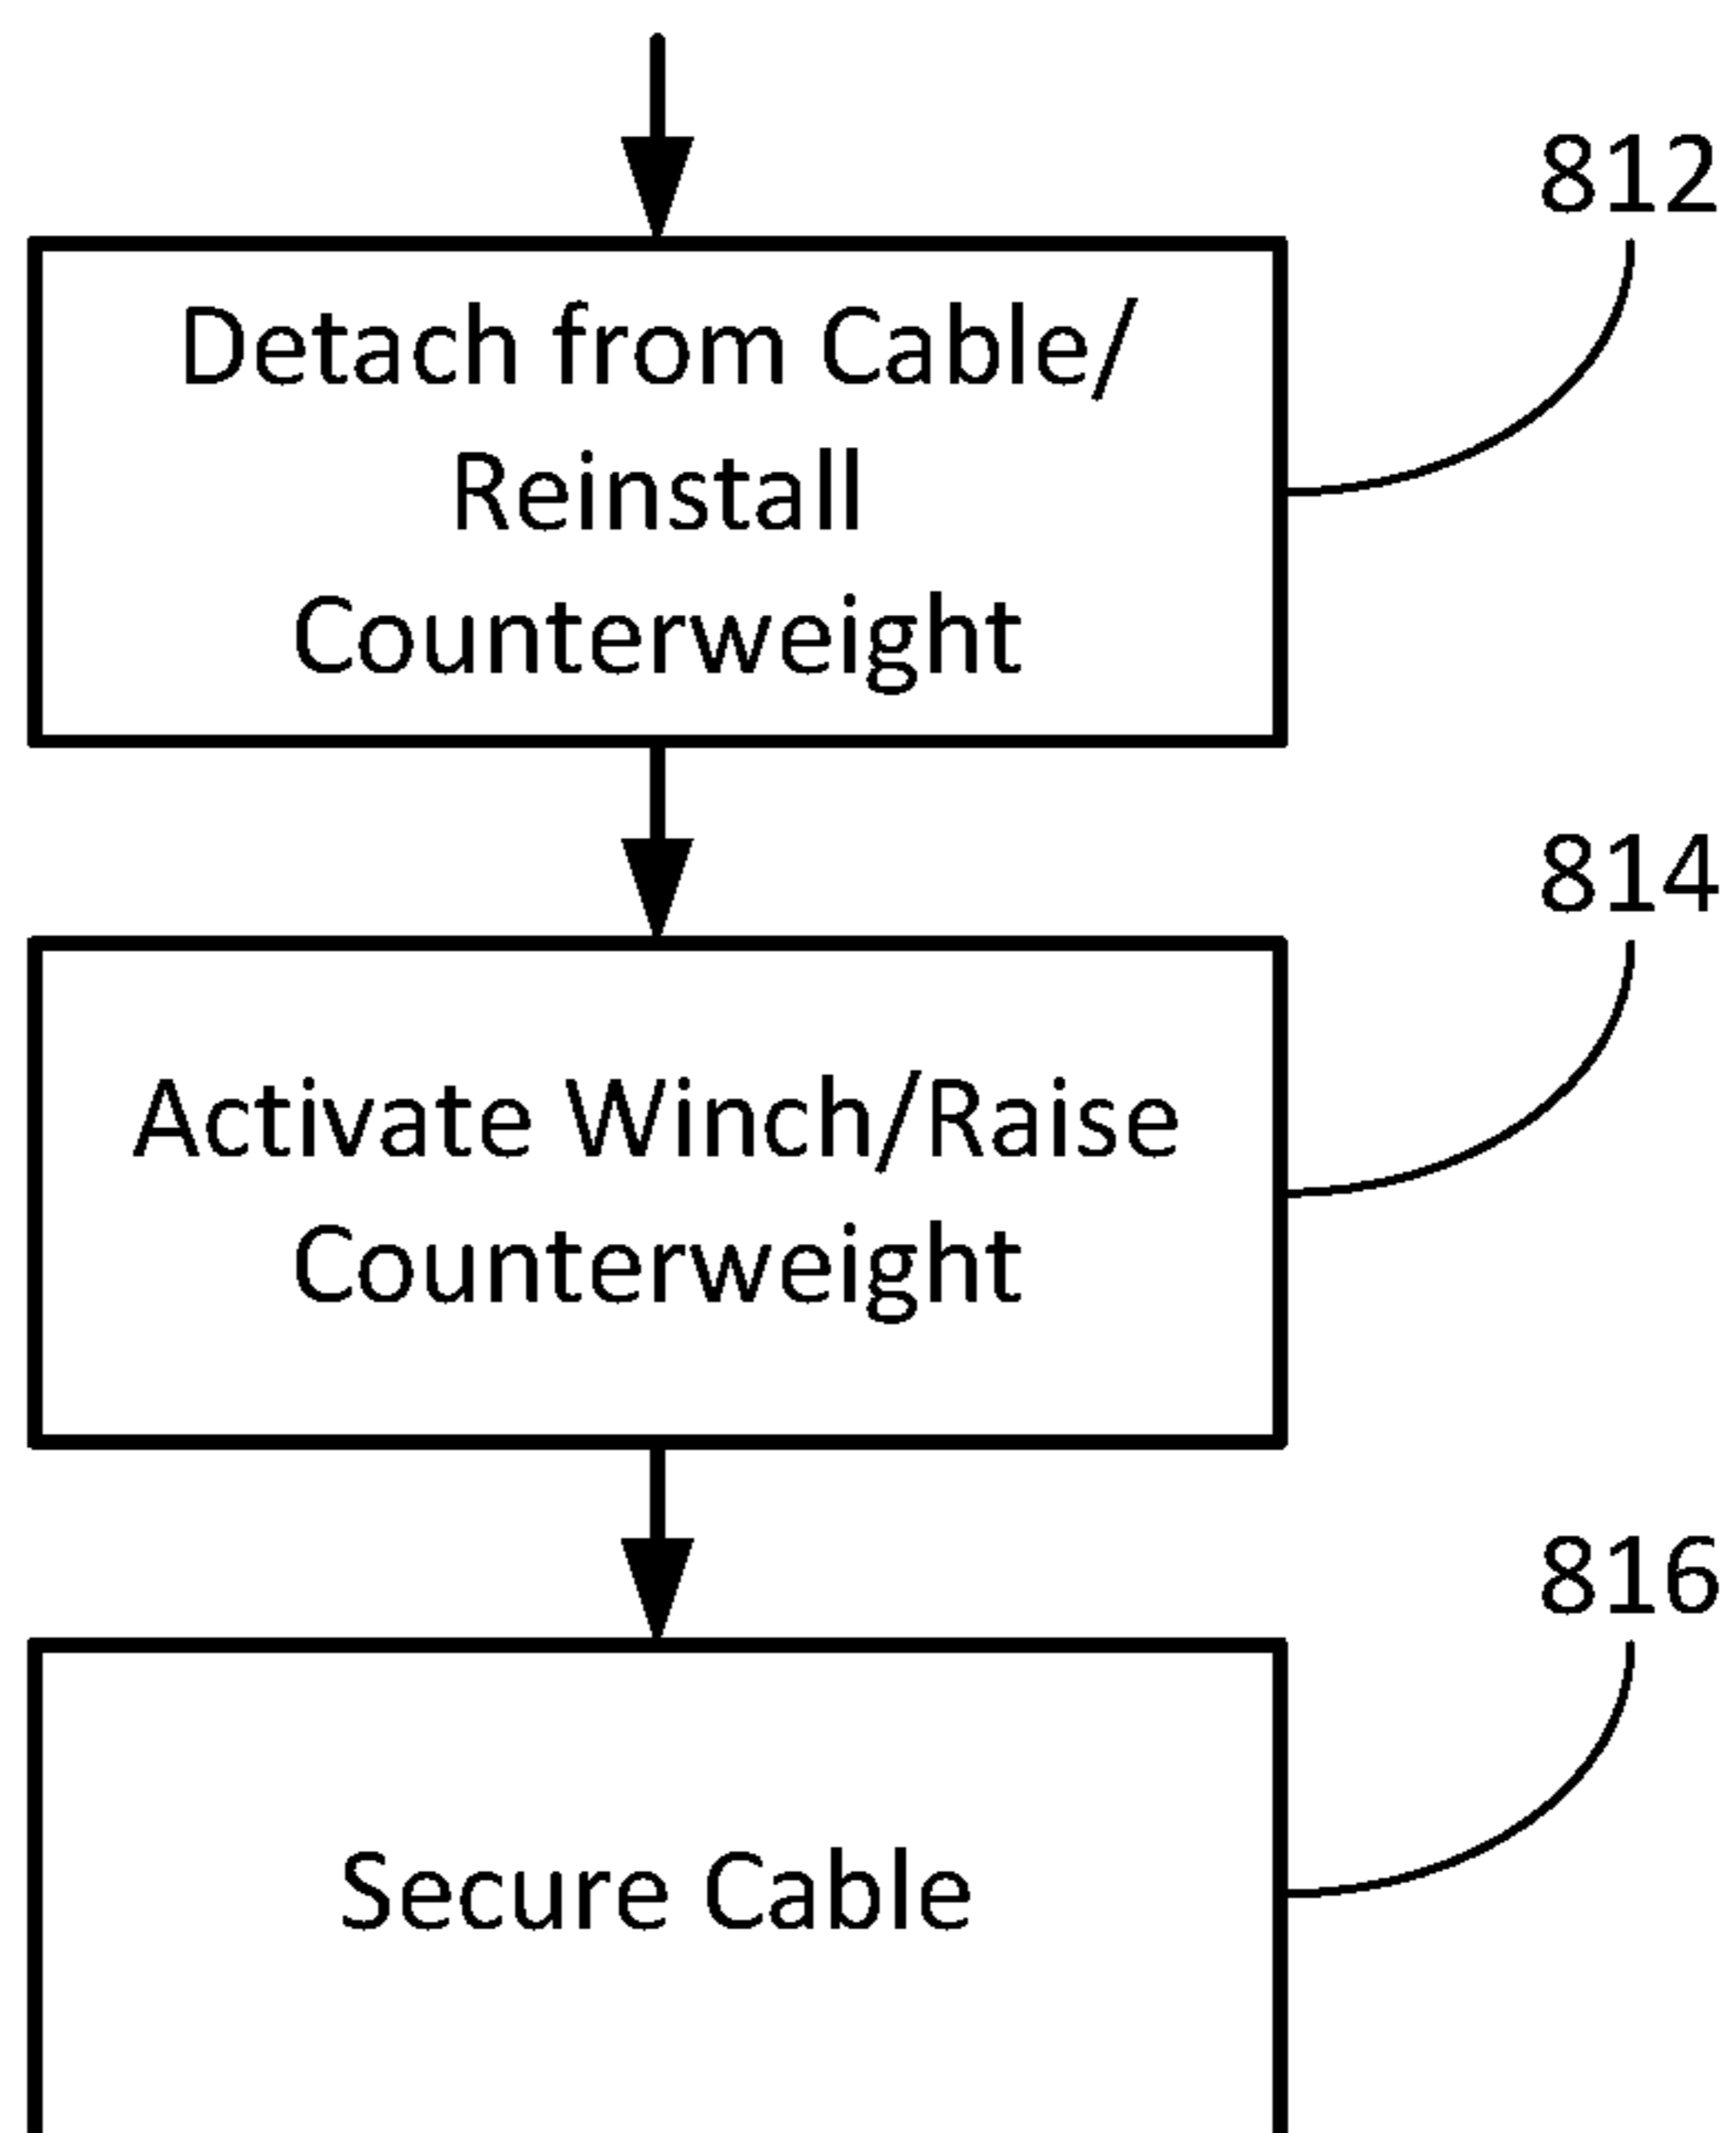 812
Detach from Cable/
Reinstall
Counterweight
814
Activate Winch/Raise
Counterweight
816
Secure Cable